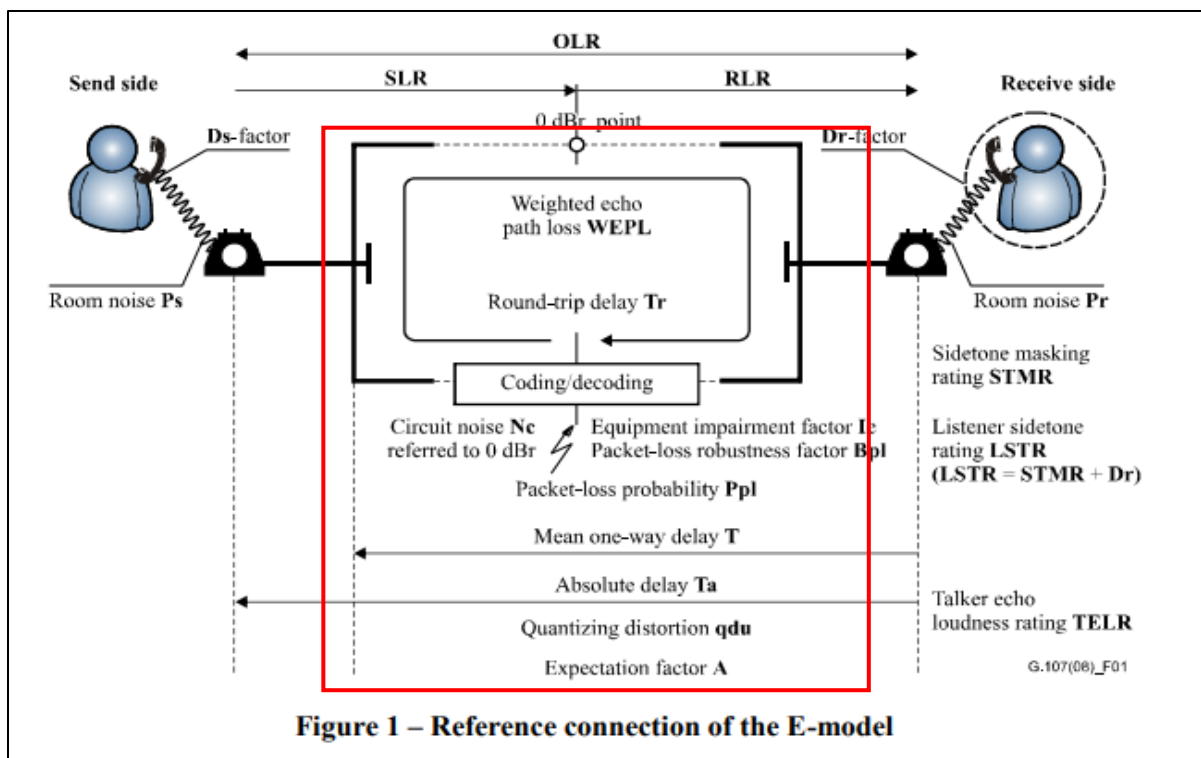 OLR
Send side
SLR
RLR
Receive side
0 dBr point
Ds-factor
Dr-factor
Weighted echo
path loss WEPL
Room noise Ps
Round-trip delay Tr
Room noise Pr
Coding/decoding
Sidetone masking
rating STMR
Circuit noise Nc
referred to 0 dBr
Equipment impairment factor Ie
Packet-loss robustness factor Bpl
Listener sidetone
rating LSTR
(LSTR = STMR + Dr)
Packet-loss probability Ppl
Mean one-way delay T
Absolute delay Ta
Talker echo
loudness rating TELR
Quantizing distortion qdu
Expectation factor A
G.107(08)_F01
Figure 1 – Reference connection of the E-model